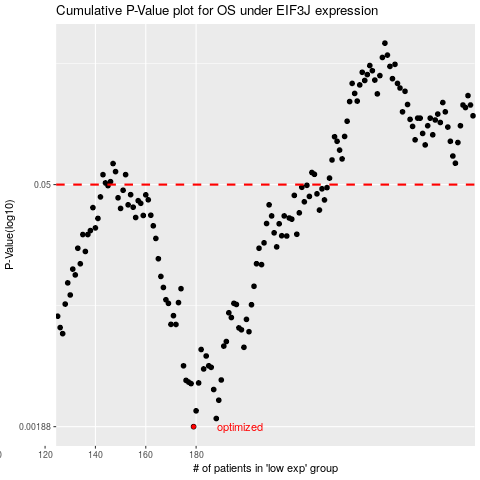 Cumulative P-Value plot for OS under EIF3J expression
P-Value(log10)
0.05
0.00188
optimized
0 120 140 160 180
# of patients in 'low exp' group